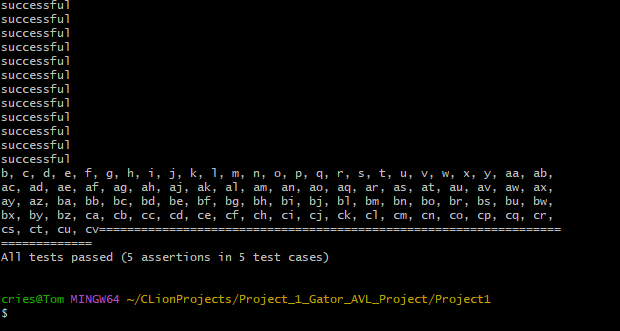 successful
successful
successful
successful
successful
successful
successful
successful
successful
successful
successful
successful
b, c, d, e, f, g, h, i, j, k, l, m, n, o, p, q, r, s, t, u, v, w, x, y, aa, ab,
ac, ad, ae, af, ag, ah, aj, ak, al, am, an, ao, aq, ar, as, at, au, av, aw, ax,
ay, az, ba, bb, bc, bd, be, bf, bg, bh, bi, bj, bl, bm, bn, bo, br, bs, bu, bw,
bx, by, bz, ca, cb, cc, cd, ce, cf, ch, ci, cj, ck, cl, cm, cn, co, cp, cq, cr,
cs, ct, cu, cv==================================================================
=============
All tests passed (5 assertions in 5 test cases)
cries@Tom MINGW64 ~/CLionProjects/Project_1_Gator_AVL_Project/Project1
$